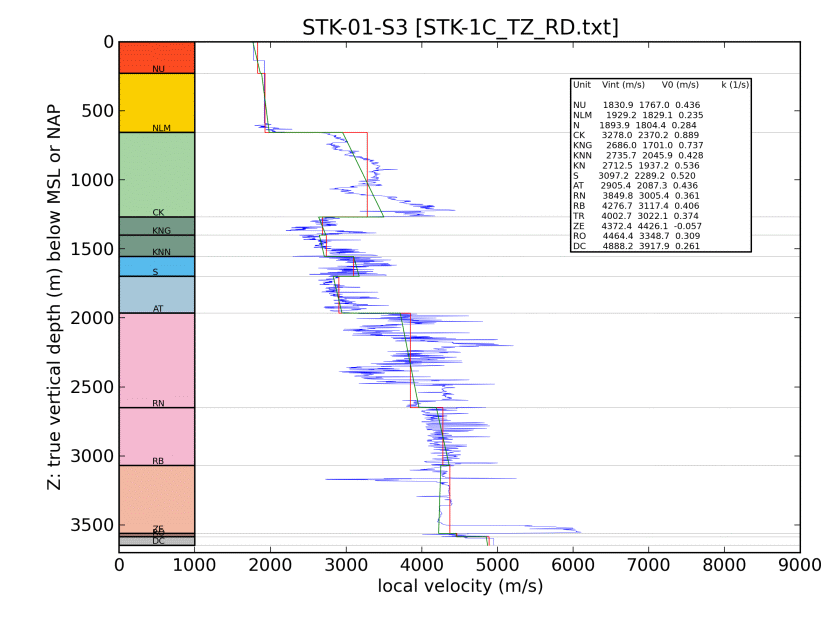 STK-01-S3 [STK-1C_TZ_RD.txt]
Z: true vertical depth (m) below MSL or NAP
0
500
1000
1500
2000
2500
3000
3500
NU
NLM
CK
KNG
KNN
S
AT
RN
RB
ZE
DC
Unit Vint (m/s) V0 (m/s) k (1/s)
NU 1830.9 1767.0 0.436
NLM 1929.2 1829.1 0.235
N 1893.9 1804.4 0.284
CK 3278.0 2370.2 0.889
KNG 2686.0 1701.0 0.737
KNN 2735.7 2045.9 0.428
KN 2712.5 1937.2 0.536
S 3097.2 2289.2 0.520
AT 2905.4 2087.3 0.436
RN 3849.8 3005.4 0.361
RB 4276.7 3117.4 0.406
TR 4002.7 3022.1 0.374
ZE 4372.4 4426.1 -0.057
RO 4464.4 3348.7 0.309
DC 4888.2 3917.9 0.261
0 1000 2000 3000 4000 5000 6000 7000 8000 9000
local velocity (m/s)